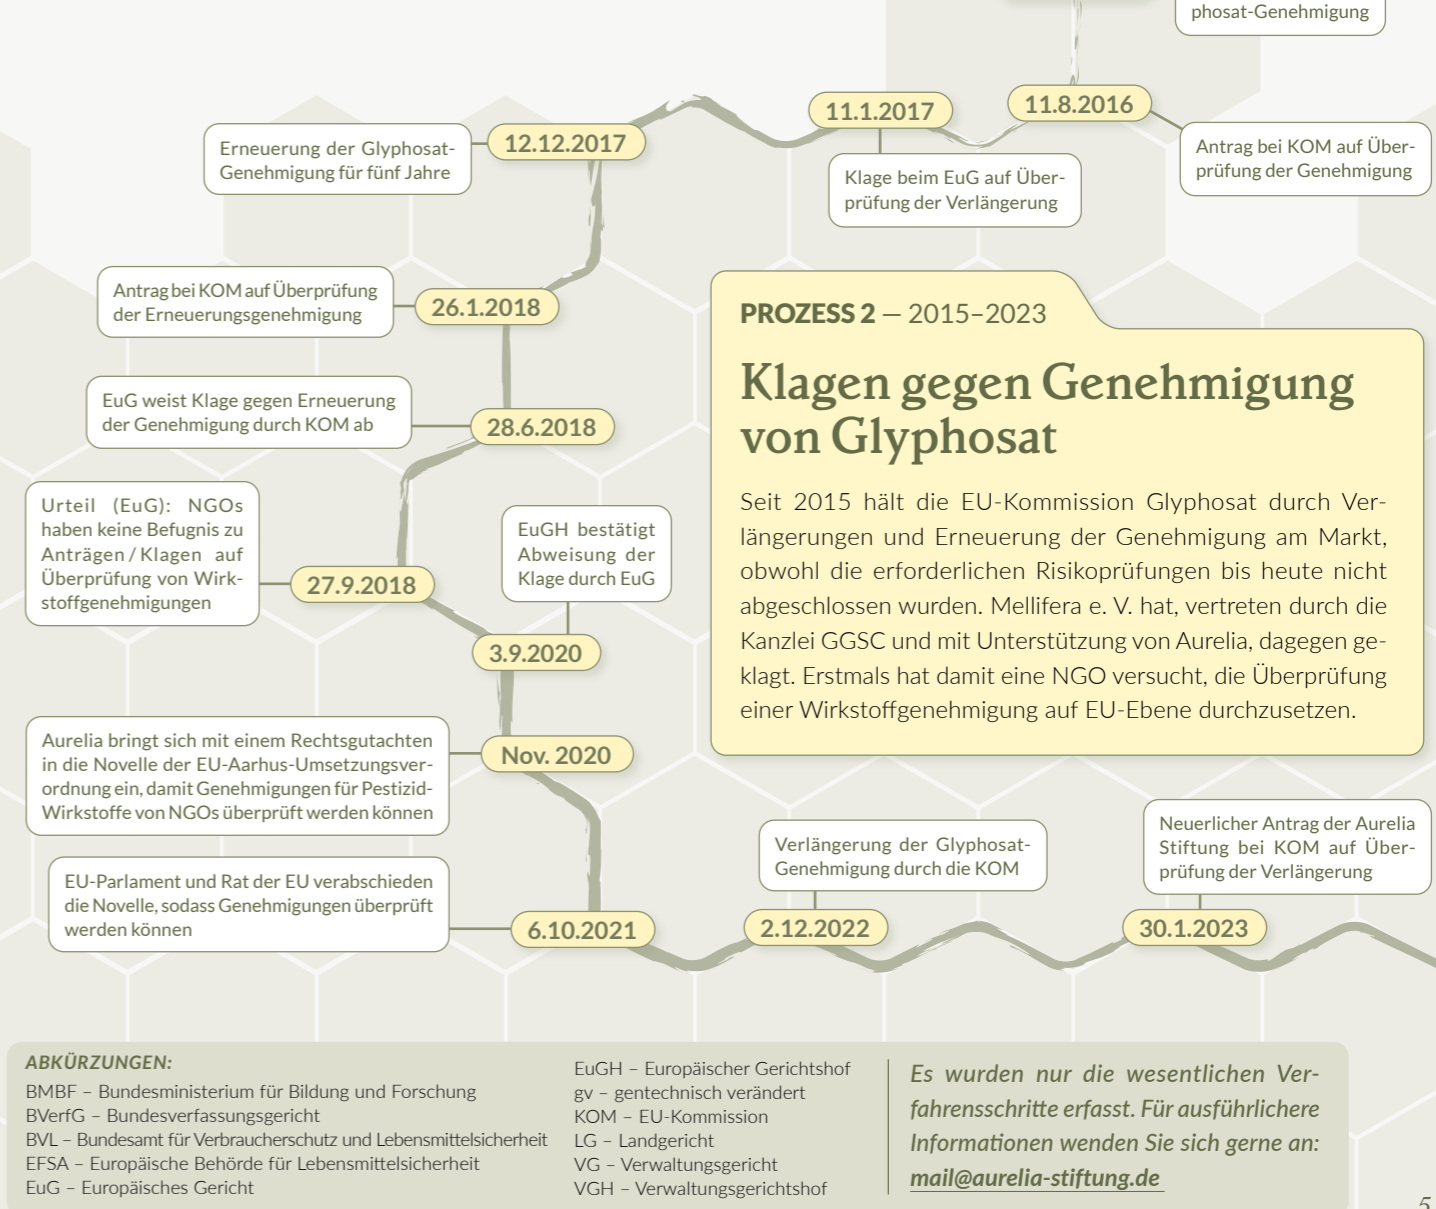 phosat-Genehmigung
11.8.2016
Antrag bei KOM auf Über-
prüfung der Genehmigung
11.1.2017
Klage beim EuG auf Über-
prüfung der Verlängerung
12.12.2017
Erneuerung der Glyphosat-
Genehmigung für fünf Jahre
26.1.2018
Antrag bei KOM auf Überprüfung
der Erneuerungsgenehmigung
28.6.2018
EuG weist Klage gegen Erneuerung
der Genehmigung durch KOM ab
27.9.2018
Urteil (EuG): NGOs
haben keine Befugnis zu
Anträgen / Klagen auf
Überprüfung von Wirk-
stoffgenehmigungen
3.9.2020
EuGH bestätigt
Abweisung der
Klage durch EuG
Nov. 2020
Aurelia bringt sich mit einem Rechtsgutachten
in die Novelle der EU-Aarhus-Umsetzungsver-
ordnung ein, damit Genehmigungen für Pestizid-
Wirkstoffe von NGOs überprüft werden können
6.10.2021
EU-Parlament und Rat der EU verabschieden
die Novelle, sodass Genehmigungen überprüft
werden können
2.12.2022
Verlängerung der Glyphosat-
Genehmigung durch die KOM
30.1.2023
Neuerlicher Antrag der Aurelia
Stiftung bei KOM auf Über-
prüfung der Verlängerung
PROZESS 2 — 2015–2023
Klagen gegen Genehmigung
von Glyphosat
Seit 2015 hält die EU-Kommission Glyphosat durch Ver-
längerungen und Erneuerung der Genehmigung am Markt,
obwohl die erforderlichen Risikoprüfungen bis heute nicht
abgeschlossen wurden. Mellifera e. V. hat, vertreten durch die
Kanzlei GGSC und mit Unterstützung von Aurelia, dagegen ge-
klagt. Erstmals hat damit eine NGO versucht, die Überprüfung
einer Wirkstoffgenehmigung auf EU-Ebene durchzusetzen.
ABKÜRZUNGEN:
BMBF – Bundesministerium für Bildung und Forschung
BVerfG – Bundesverfassungsgericht
BVL – Bundesamt für Verbraucherschutz und Lebensmittelsicherheit
EFSA – Europäische Behörde für Lebensmittelsicherheit
EuG – Europäisches Gericht
EuGH – Europäischer Gerichtshof
gv – gentechnisch verändert
KOM – EU-Kommission
LG – Landgericht
VG – Verwaltungsgericht
VGH – Verwaltungsgerichtshof
Es wurden nur die wesentlichen Ver-
fahrensschritte erfasst. Für ausführlichere
Informationen wenden Sie sich gerne an:
mail@aurelia-stiftung.de
5